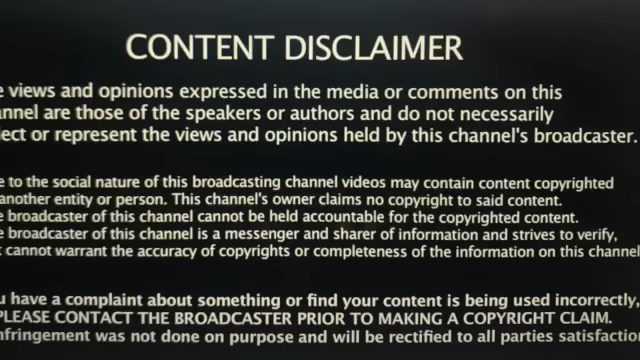 CONTENT DISCLAIMER
e views and opinions expressed in the media or comments on this
nnel are those of the speakers or authors and do not necessarily
lect or represent the views and opinions held by this channel's broadcaster.
e to the social nature of this broadcasting channel videos may contain content copyrighted
another entity or person. This channel's owner claims no copyright to said content.
e broadcaster of this channel cannot be held accountable for the copyrighted content.
e broadcaster of this channel is a messenger and sharer of information and strives to verify,
t cannot warrant the accuracy of copyrights or completeness of the information on this channel
u have a complaint about something or find your content is being used incorrectly,
PLEASE CONTACT THE BROADCASTER PRIOR TO MAKING A COPYRIGHT CLAIM.
nfringement was not done on purpose and will be rectified to all parties satisfactio